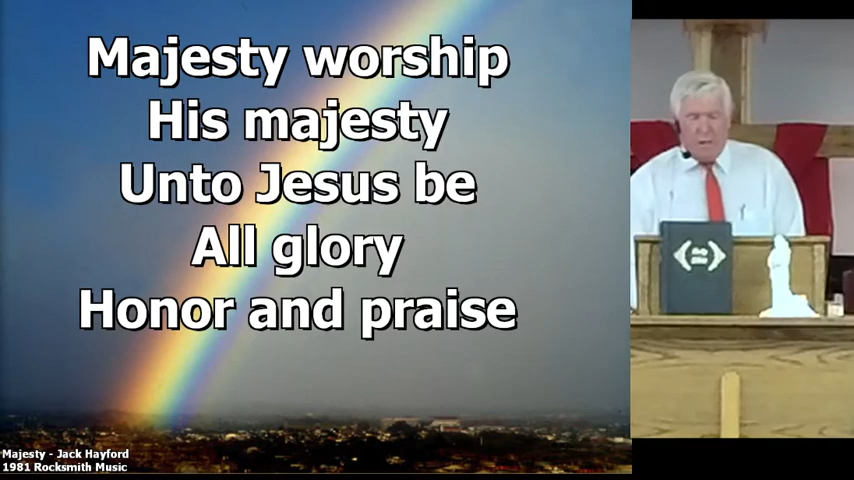 Majesty worship
His majesty
Unto Jesus be
All glory
Honor and praise
Majesty - Jack Hayford
1981 Rocksmith Music